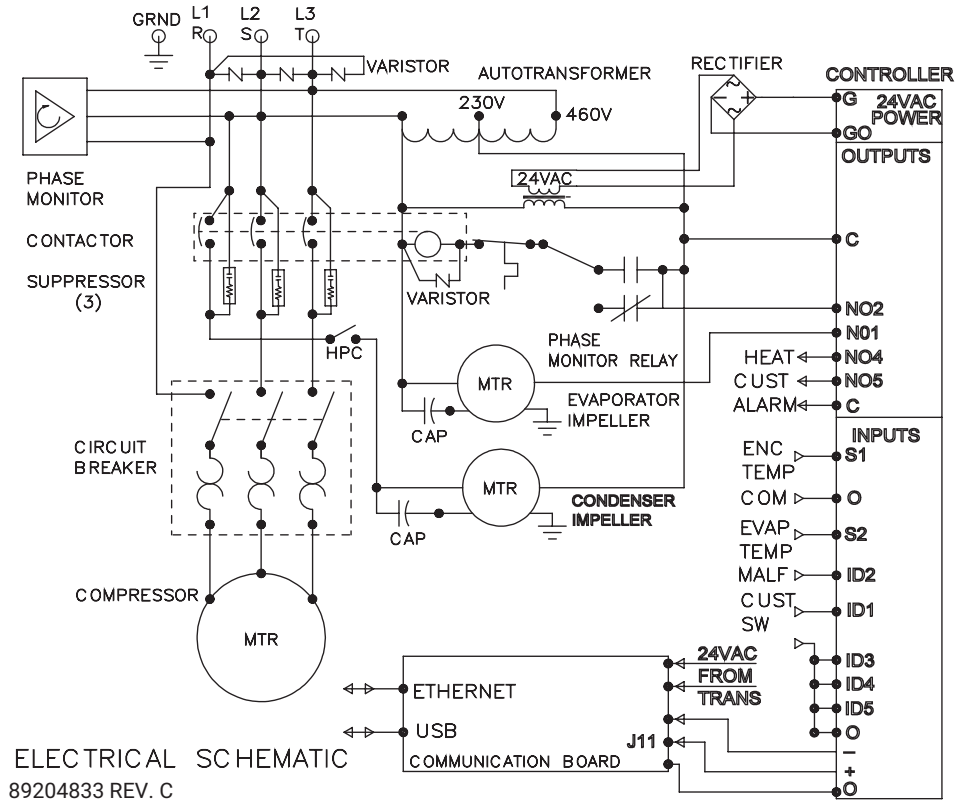 GRND
L1
R
L2
S
L3
T
VARISTOR
AUTOTRANSFORMER
230V
460V
RECTIFIER
CONTROLLER
G
24VAC
POWER
GO
OUTPUTS
PHASE
MONITOR
24VAC
CONTACTOR
C
SUPPRESSOR
(3)
VARISTOR
NO2
HPC
PHASE
MONITOR RELAY
N01
HEAT
NO4
CUST
NO5
ALARM
C
MTR
EVAPORATOR
IMPELLER
CAP
CIRCUIT
BREAKER
INPUTS
ENC
TEMP
S1
MTR
CONDENSER
IMPELLER
CAP
COM
O
EVAP
TEMP
S2
MALF
ID2
CUST
SW
ID1
COMPRESSOR
MTR
ID3
ID4
ID5
O
–
+
O
24VAC
FROM
TRANS
ETHERNET
USB
J11
COMMUNICATION BOARD
ELECTRICAL SCHEMATIC
89204833 REV. C